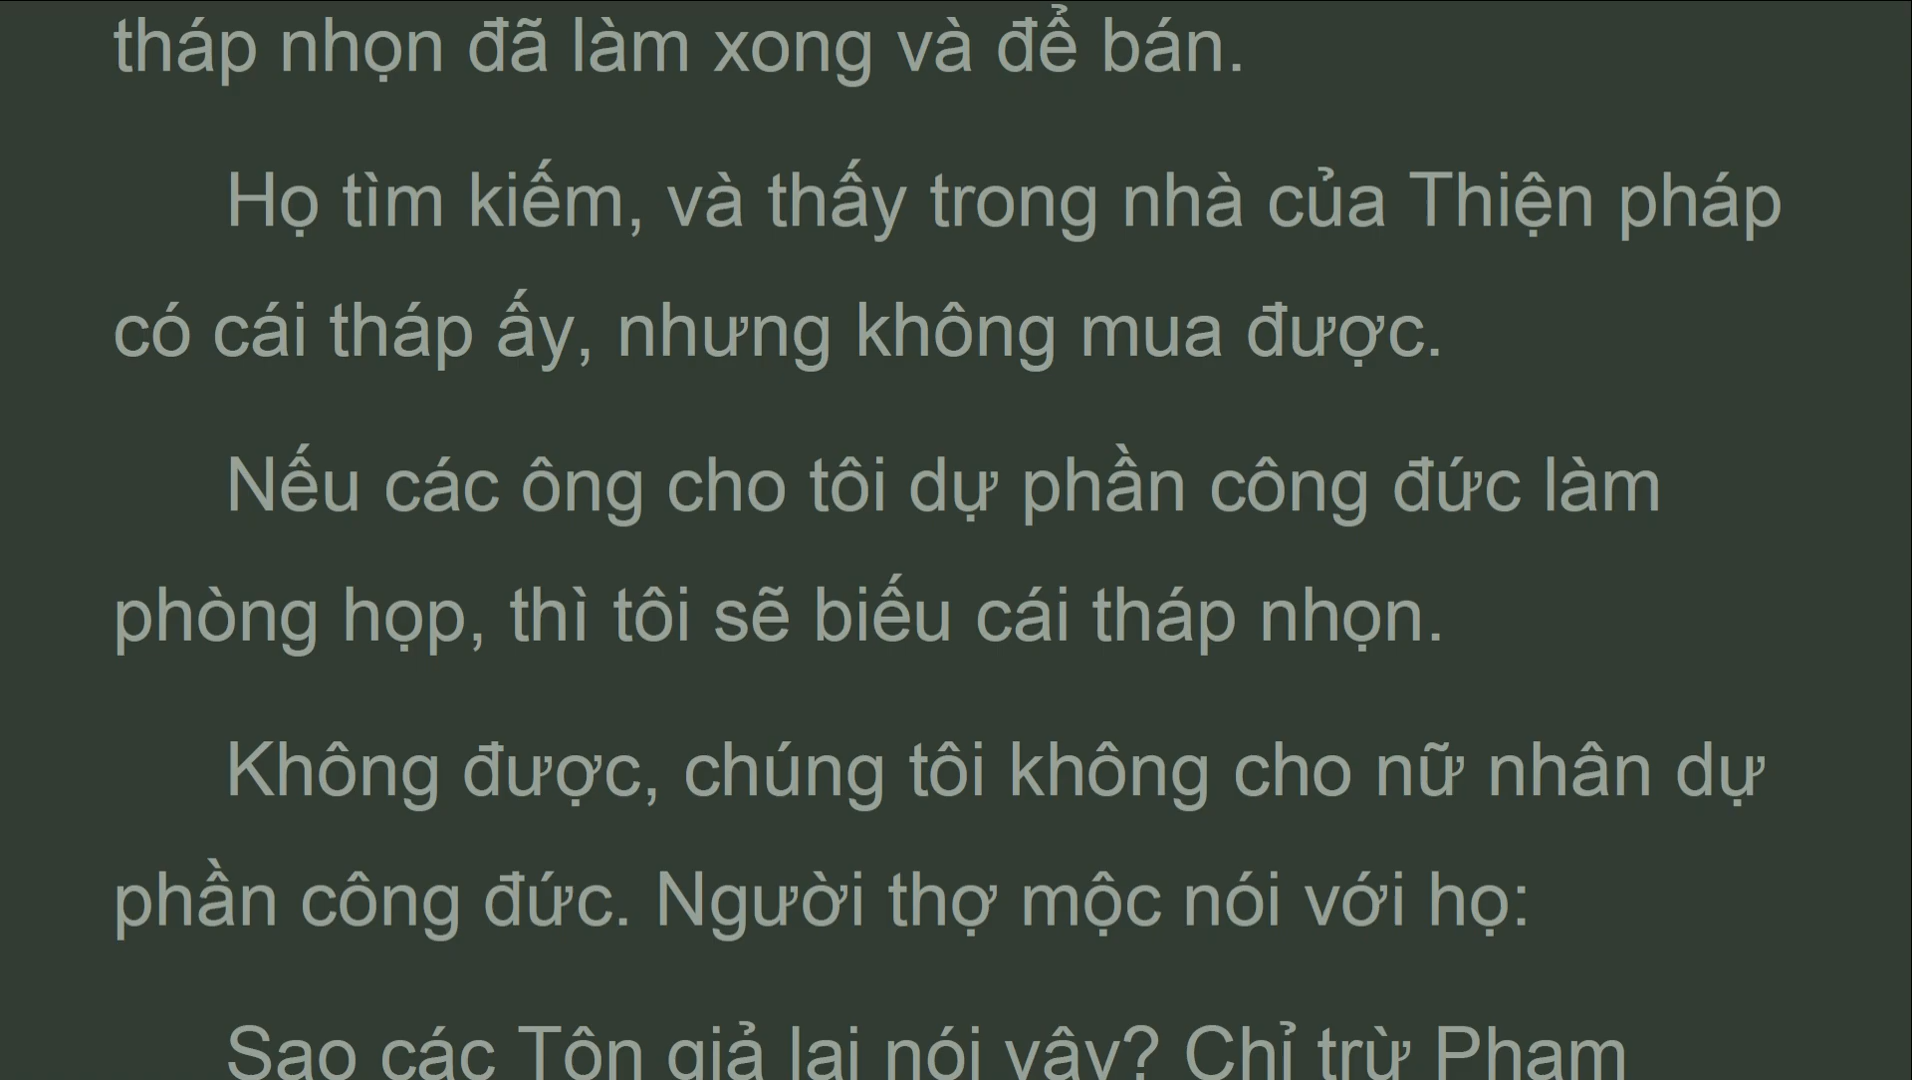 tháp nhọn đã làm xong và để bán.
Họ tìm kiếm, và thấy trong nhà của Thiện pháp
có cái tháp ấy, nhưng không mua được.
Nếu các ông cho tôi dự phần công đức làm
phòng họp, thì tôi sẽ biếu cái tháp nhọn.
Không được, chúng tôi không cho nữ nhân dự
phần công đức. Người thợ mộc nói với họ:
Sao các Tôn giả lại nói vậy? Chỉ trừ Phạm